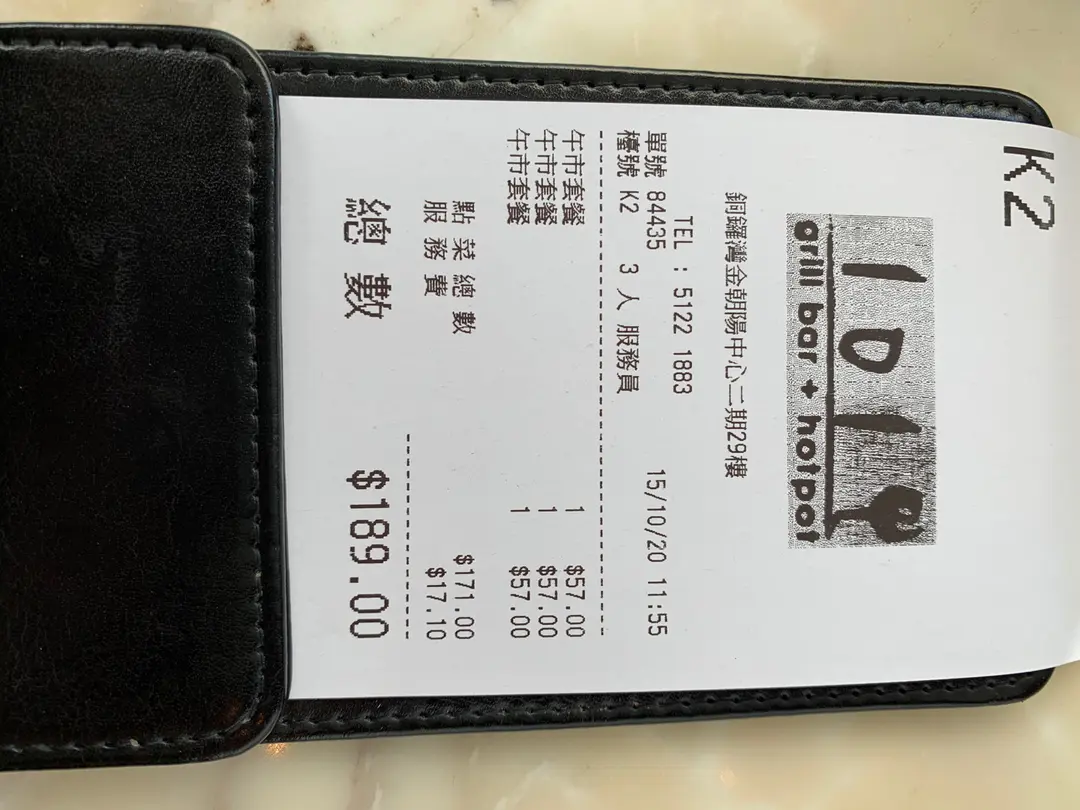 K2
101
grill bar + hotpot
銅鑼灣金朝陽中心二期29樓
TEL : 5122 1883
單號 84435 15/10/20 11:55
檯號 K2 3 人 服務員
午市套餐 1 $57.00
午市套餐 1 $57.00
午市套餐 1 $57.00
點菜總數 $171.00
服務費 $17.10
總數 $189.00